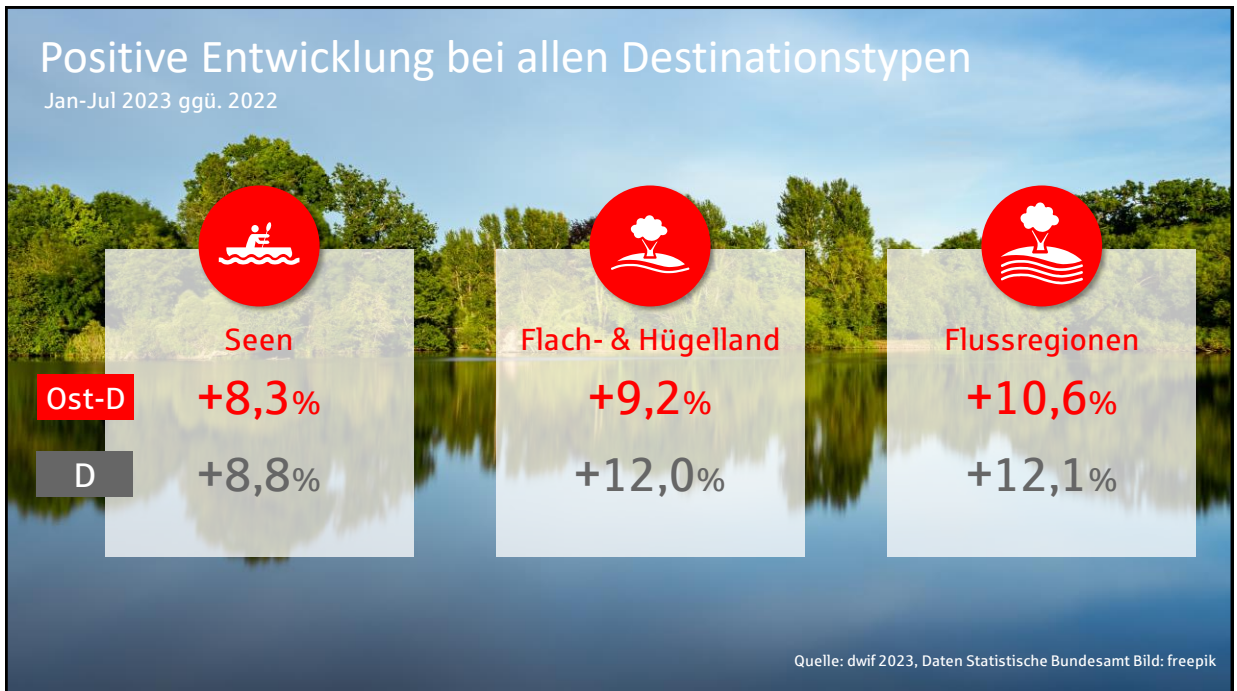 Positive Entwicklung bei allen Destinationstypen
Jan-Jul 2023 ggü. 2022
Seen
Flach- & Hügelland
Flussregionen
Ost-D
+8,3%
+9,2%
+10,6%
D
+8,8%
+12,0%
+12,1%
Quelle: dwif 2023, Daten Statistische Bundesamt Bild: freepik